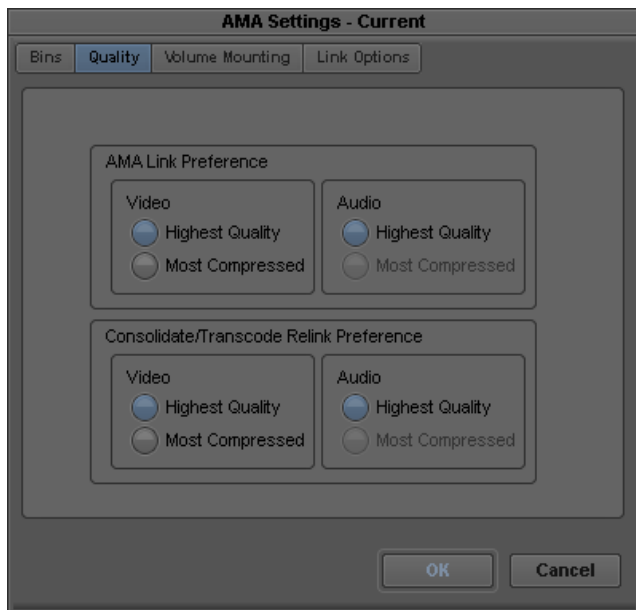 AMA Settings - Current
Bins Quality Volume Mounting Link Options
AMA Link Preference
Video
Highest Quality
Most Compressed
Audio
Highest Quality
Most Compressed
Consolidate/Transcode Relink Preference
Video
Highest Quality
Most Compressed
Audio
Highest Quality
Most Compressed
OK Cancel